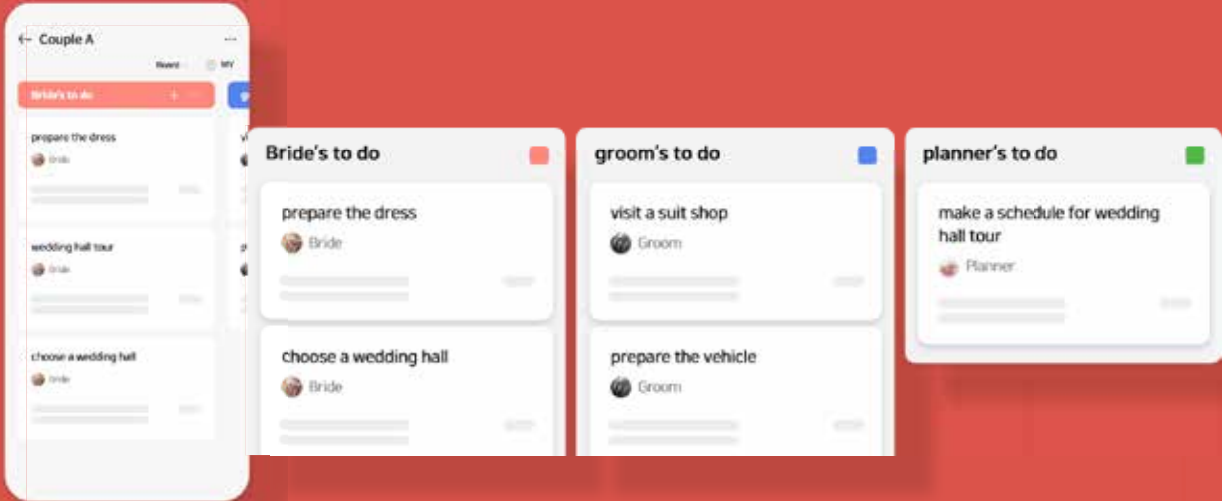 ← Couple A
Board
MY
Bride's to do +
prepare the dress
Bride
wedding hall tour
Bride
choose a wedding hall
Bride
Bride's to do
prepare the dress
Bride
choose a wedding hall
Bride
groom's to do
visit a suit shop
Groom
prepare the vehicle
Groom
planner's to do
make a schedule for wedding
hall tour
Planner